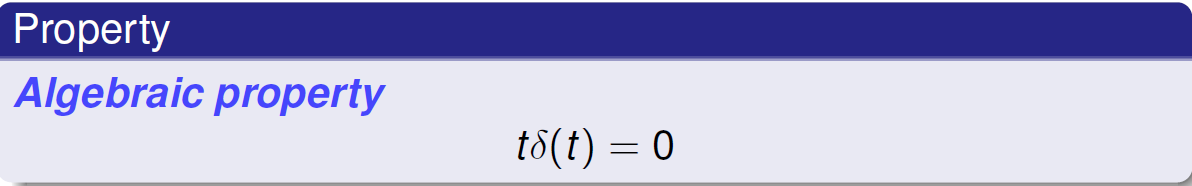 Property
Algebraic property
tδ(t) = 0